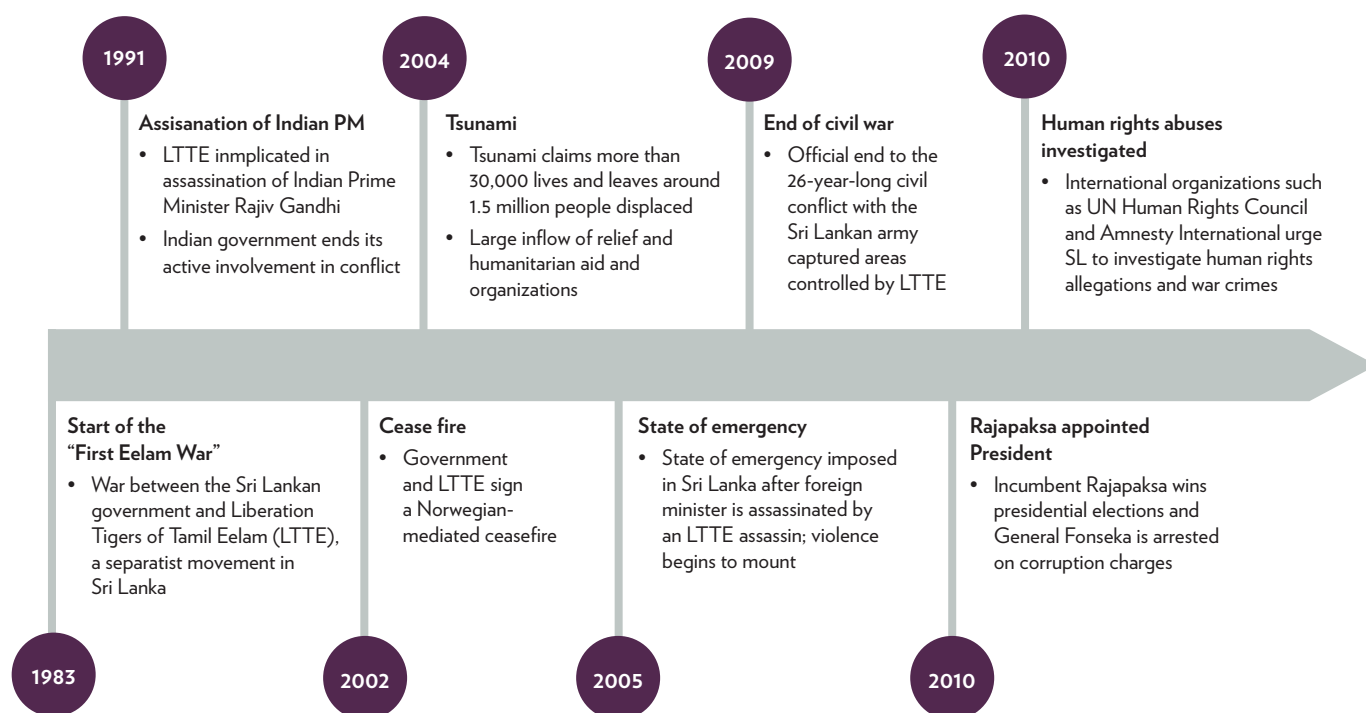 1991
Assisanation of Indian PM
• LTTE inmplicated in
assassination of Indian Prime
Minister Rajiv Gandhi
• Indian government ends its
active involvement in conflict
2004
Tsunami
• Tsunami claims more than
30,000 lives and leaves around
1.5 million people displaced
• Large inflow of relief and
humanitarian aid and
organizations
2009
End of civil war
• Official end to the
26-year-long civil
conflict with the
Sri Lankan army
captured areas
controlled by LTTE
2010
Human rights abuses
investigated
• International organizations such
as UN Human Rights Council
and Amnesty International urge
SL to investigate human rights
allegations and war crimes
Start of the
“First Eelam War”
• War between the Sri Lankan
government and Liberation
Tigers of Tamil Eelam (LTTE),
a separatist movement in
Sri Lanka
1983
Cease fire
• Government
and LTTE sign
a Norwegian-
mediated ceasefire
2002
State of emergency
• State of emergency imposed
in Sri Lanka after foreign
minister is assassinated by
an LTTE assassin; violence
begins to mount
2005
Rajapaksa appointed
President
• Incumbent Rajapaksa wins
presidential elections and
General Fonseka is arrested
on corruption charges
2010